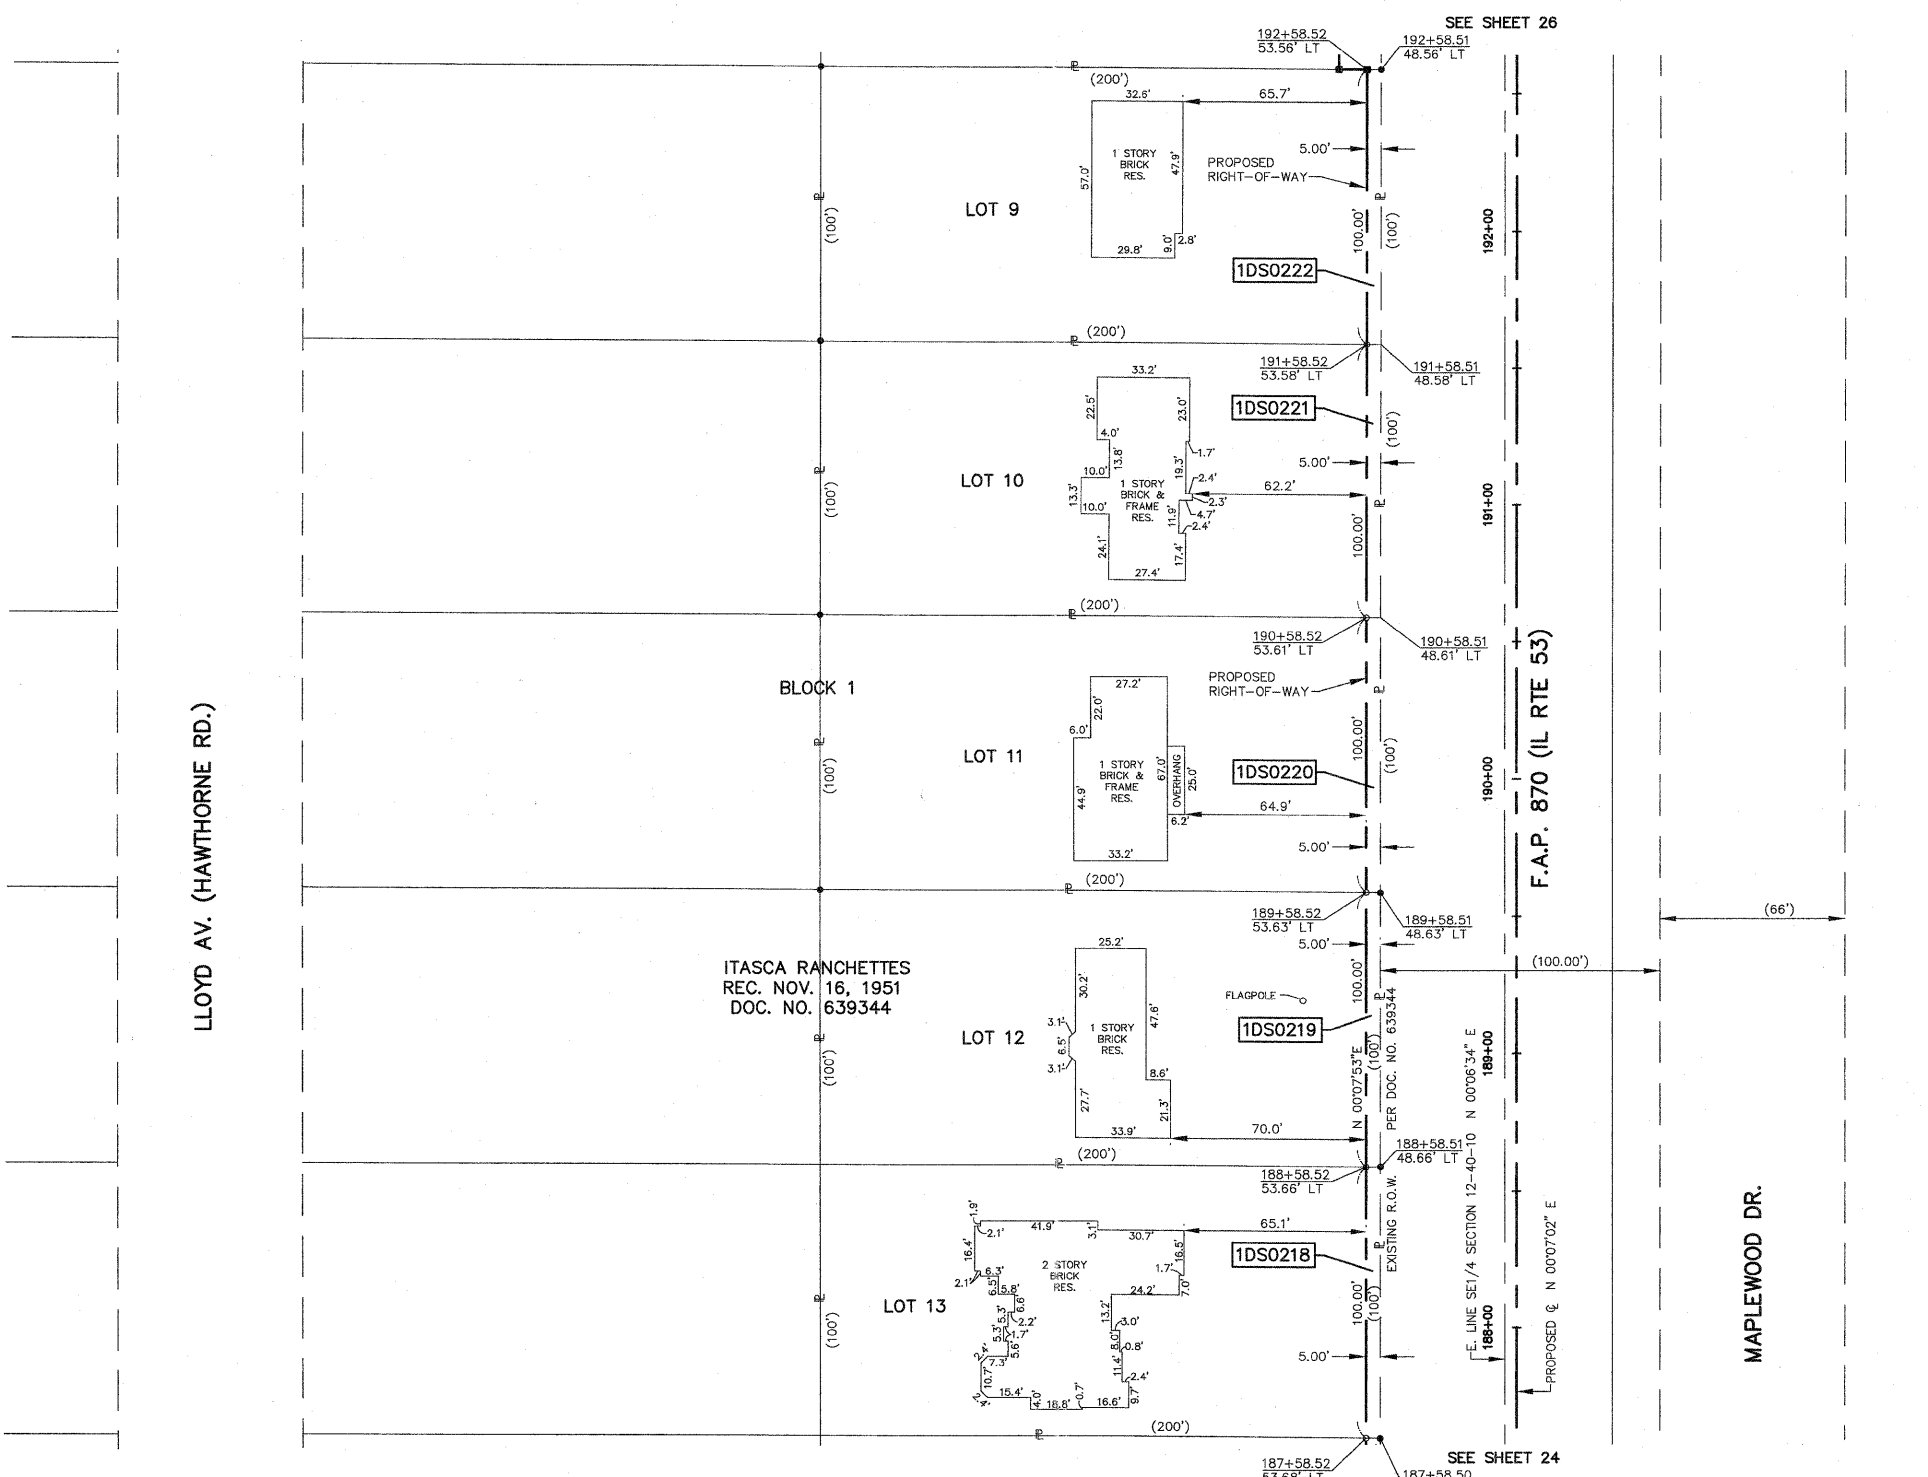 SEE SHEET 26
192+58.52
53.56' LT
192+58.51
48.56' LT
(200')
32.6'
65.7'
5.00'
1 STORY
BRICK
RES.
47.9'
57.0'
PROPOSED
RIGHT-OF-WAY
LOT 9
(100')
100.00'
(100')
192+00
29.8'
9.0'
2.8'
1DS0222
(200')
191+58.52
53.58' LT
191+58.51
48.58' LT
33.2'
22.5'
23.0'
1DS0221
(100')
4.0'
13.8'
1.7'
5.00'
10.0'
19.3'
2.4'
LOT 10
1 STORY
BRICK &
FRAME
RES.
62.2'
13.3'
2.3'
(100')
10.0'
11.9'
4.7'
2.4'
191+00
24.1'
17.4'
100.00'
27.4'
(200')
190+58.52
53.61' LT
190+58.51
48.61' LT
BLOCK 1
27.2'
PROPOSED
RIGHT-OF-WAY
22.0'
6.0'
LOT 11
100.00'
(100')
1 STORY
BRICK &
FRAME
RES.
67.0'
OVERHANG
25.0'
1DS0220
(100')
44.9'
190+00
64.9'
6.2'
5.00'
33.2'
F.A.P. 870 (IL RTE 53)
LLOYD AV. (HAWTHORNE RD.)
(200')
189+58.52
53.63' LT
189+58.51
48.63' LT
(66')
5.00'
25.2'
(100.00')
ITASCA RANCHETTES
REC. NOV. 16, 1951
DOC. NO. 639344
30.2'
47.6'
100.00'
FLAGPOLE
1DS0219
3.1'
1 STORY
BRICK
RES.
LOT 12
6.5'
3.1'
(100')
8.6'
27.7'
21.3'
33.9'
70.0'
N 00°07'53"E
(100')
EXISTING R.O.W. PER DOC. NO. 639344
189+00
E. LINE SE1/4 SECTION 12-40-10 N 00°06'34" E
(200')
188+58.52
53.66' LT
188+58.51
48.66' LT
1.9'
41.9'
2.1'
3.1'
30.7'
65.1'
16.4'
16.5'
2 STORY
BRICK
RES.
1DS0218
2.1'
6.3'
1.7'
6.5'
5.8'
24.2'
7.0'
LOT 13
6.6'
13.2'
5.3'
2.2'
3.0'
100.00'
(100')
(100')
5.3'
1.7'
8.0'
0.8'
5.6'
2.4'
7.3'
11.4'
5.00'
10.7'
2.4'
2.4'
15.4'
4.0'
18.8'
0.7'
16.6'
9.7'
188+00
PROPOSED ℄ N 00°07'02" E
MAPLEWOOD DR.
(200')
SEE SHEET 24
187+58.52
53.68' LT
187+58.50